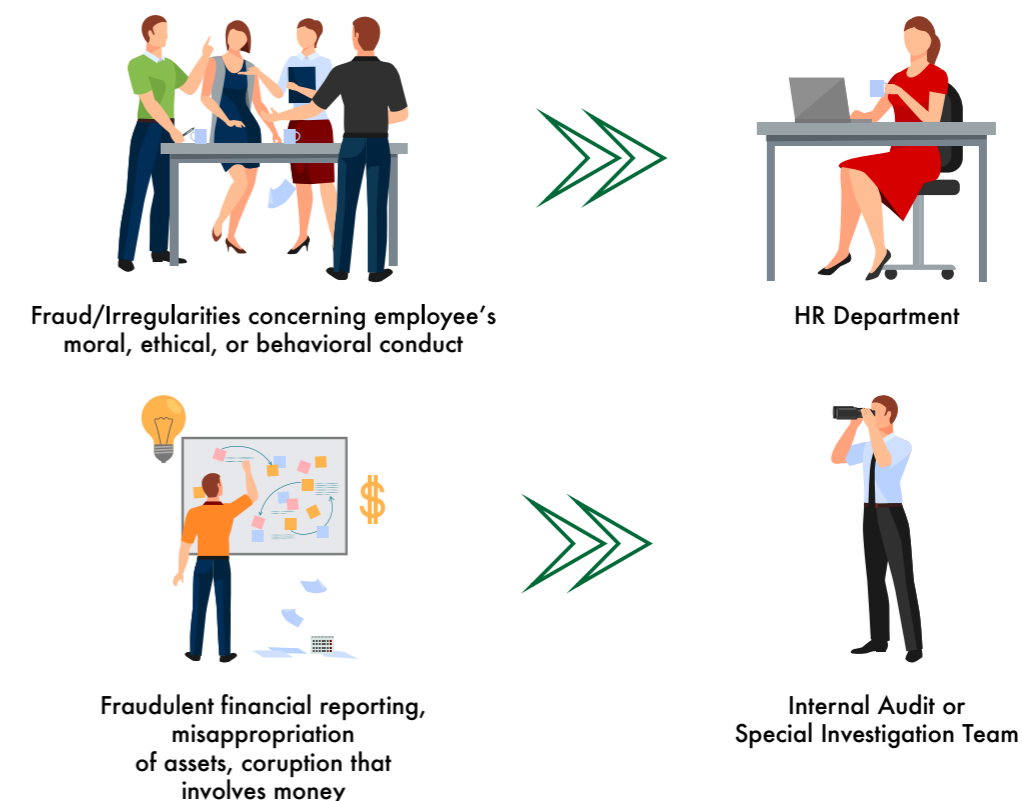 Fraud/Irregularities concerning employee’s
moral, ethical, or behavioral conduct
HR Department
$
Fraudulent financial reporting,
misappropriation
of assets, coruption that
involves money
Internal Audit or
Special Investigation Team